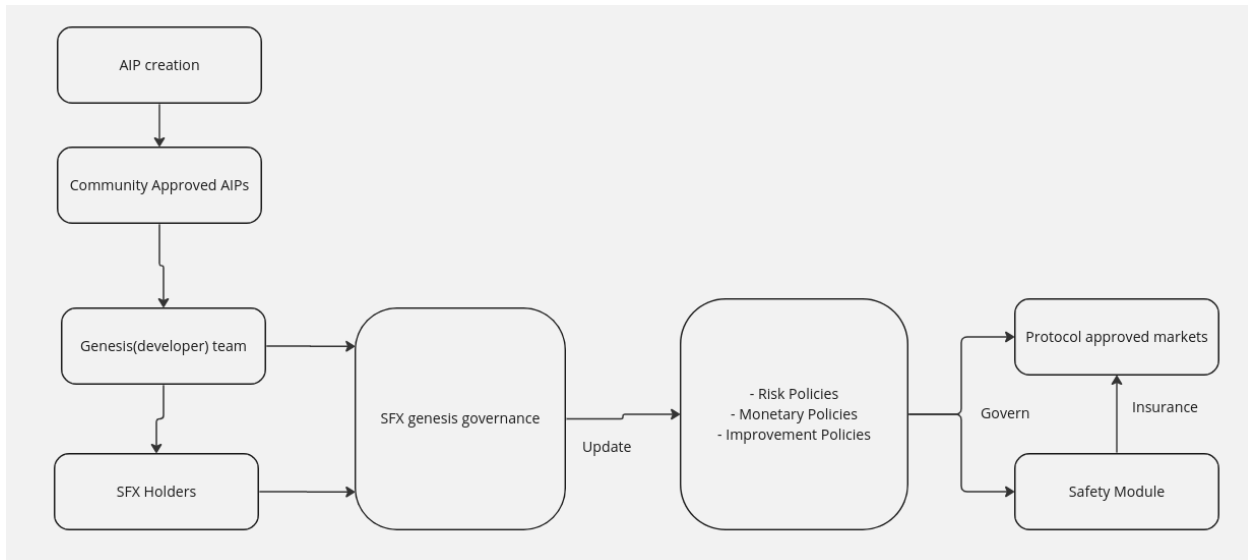 AIP creation
Community Approved AIPs
Genesis(developer) team
SFX Holders
SFX genesis governance
Update
- Risk Policies
- Monetary Policies
- Improvement Policies
Govern
Protocol approved markets
Insurance
Safety Module